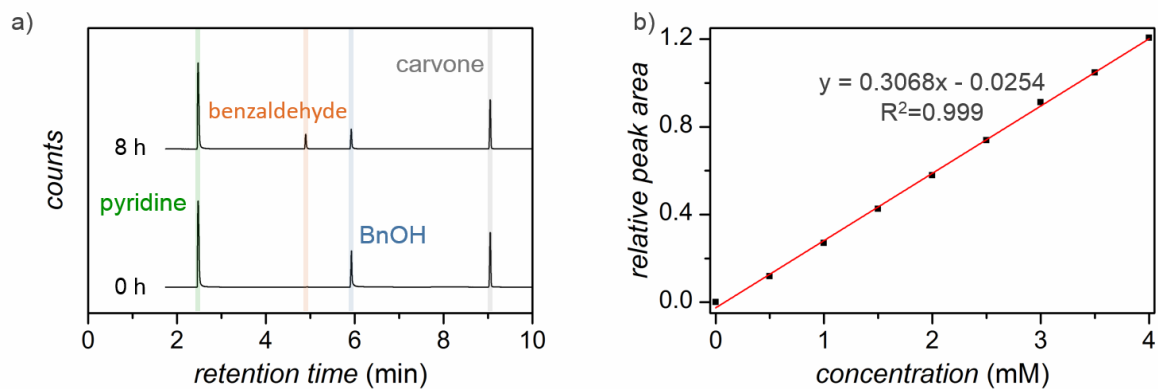 a)
counts
8 h
0 h
pyridine
benzaldehyde
BnOH
carvone
0 2 4 6 8 10
retention time (min)
b)
relative peak area
1.2
0.8
0.4
0.0
y = 0.3068x - 0.0254
R²=0.999
0 1 2 3 4
concentration (mM)